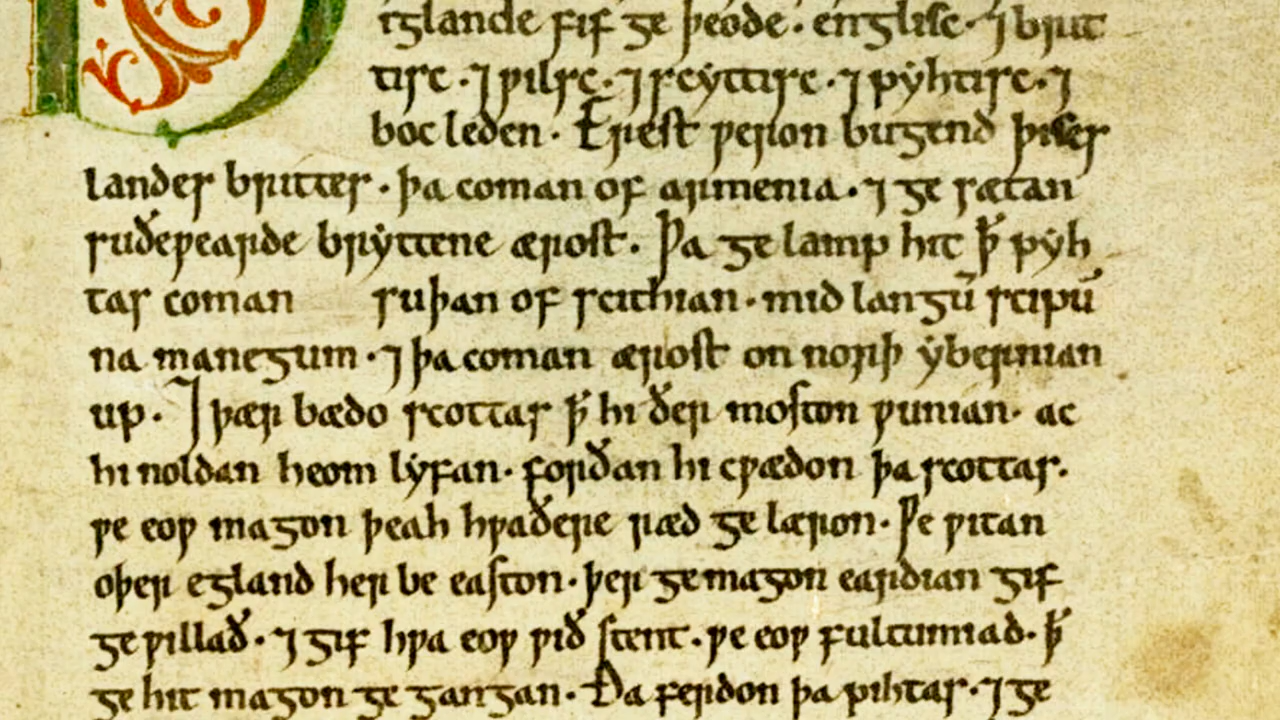 iglande fif ge þeode. englisc. ⁊ brit
tisc. ⁊ ƿilsc. ⁊ scyttisc. ⁊ pyhtisc. ⁊
boc leden. Erest ƿeron bugend þises
landes brittes. þa coman of armenia. ⁊ ge sætan
suðeƿearde bryttene ærost. Þa ge lamp hit ꝥ pyh
tas coman suþan of scithian. mid langū scipū
na manegum. ⁊ þa coman ærost on norþ ybernian
up. ⁊ þær bædo scottas ꝥ hi ðer moston ƿunian. ac
hi noldan heom lyfan. forðan hi cƿædon þa scottas.
ƿe eoƿ magon þeah hƿaðere ræd ge læron. Ƿe ƿitan
oþer egland her be easton. þer ge magon eardian gif
ge ƿillað. ⁊ gif hƿa eoƿ ƿið stent. ƿe eoƿ fultumiad. ꝥ
ge hit magon ge gangan. Ða ferdon þa pihtas. ⁊ ge